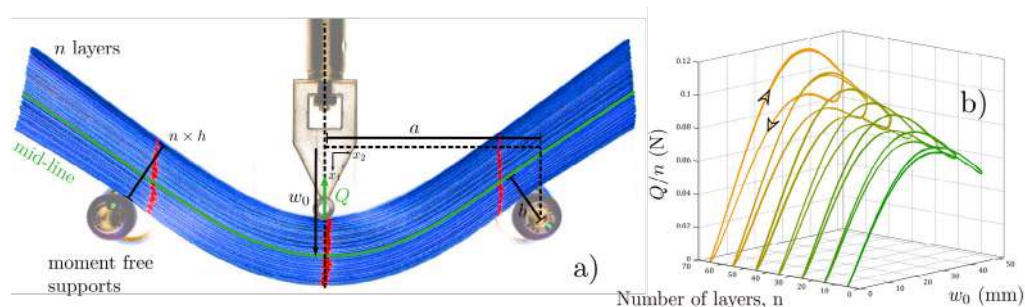 n layers
n × h
mid-line
a
x₂
x₁
w₀
Q
b
moment free
supports
a)
b)
Q/n (N)
0.12
0.1
0.08
0.06
0.04
0.02
0
70 60 50 40 30 20 10 0
0 10 20 30 40 50
Number of layers, n
w₀ (mm)